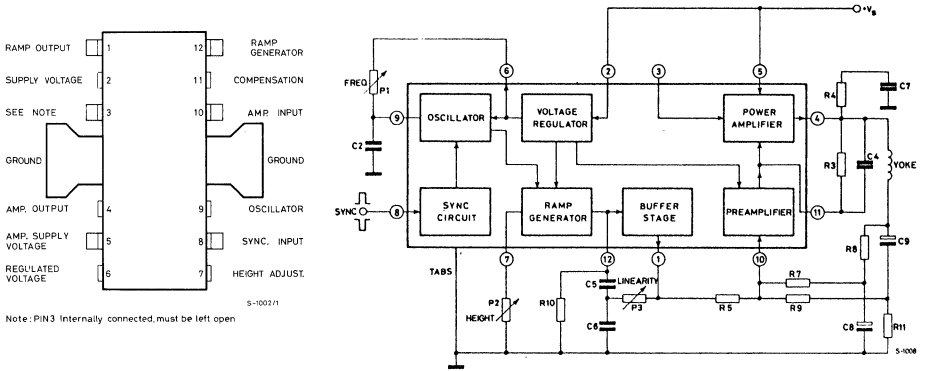 RAMP OUTPUT
1
12
RAMP
GENERATOR
SUPPLY VOLTAGE
2
11
COMPENSATION
SEE NOTE
3
10
AMP. INPUT
GROUND
GROUND
AMP. OUTPUT
4
9
OSCILLATOR
AMP. SUPPLY
VOLTAGE
5
8
SYNC. INPUT
REGULATED
VOLTAGE
6
7
HEIGHT ADJUST.
S-1002/1
Note: PIN3 Internally connected, must be left open
+Vs
6
2
3
5
FREQ
P1
R4
C7
9
OSCILLATOR
VOLTAGE
REGULATOR
POWER
AMPLIFIER
4
C2
R3
C4
YOKE
SYNC
8
SYNC
CIRCUIT
RAMP
GENERATOR
BUFFER
STAGE
PREAMPLIFIER
11
TABS
7
12
1
10
R8
C9
LINEARITY
C5
R7
P2
HEIGHT
R10
P3
R5
R9
C6
C8
R11
S-1008